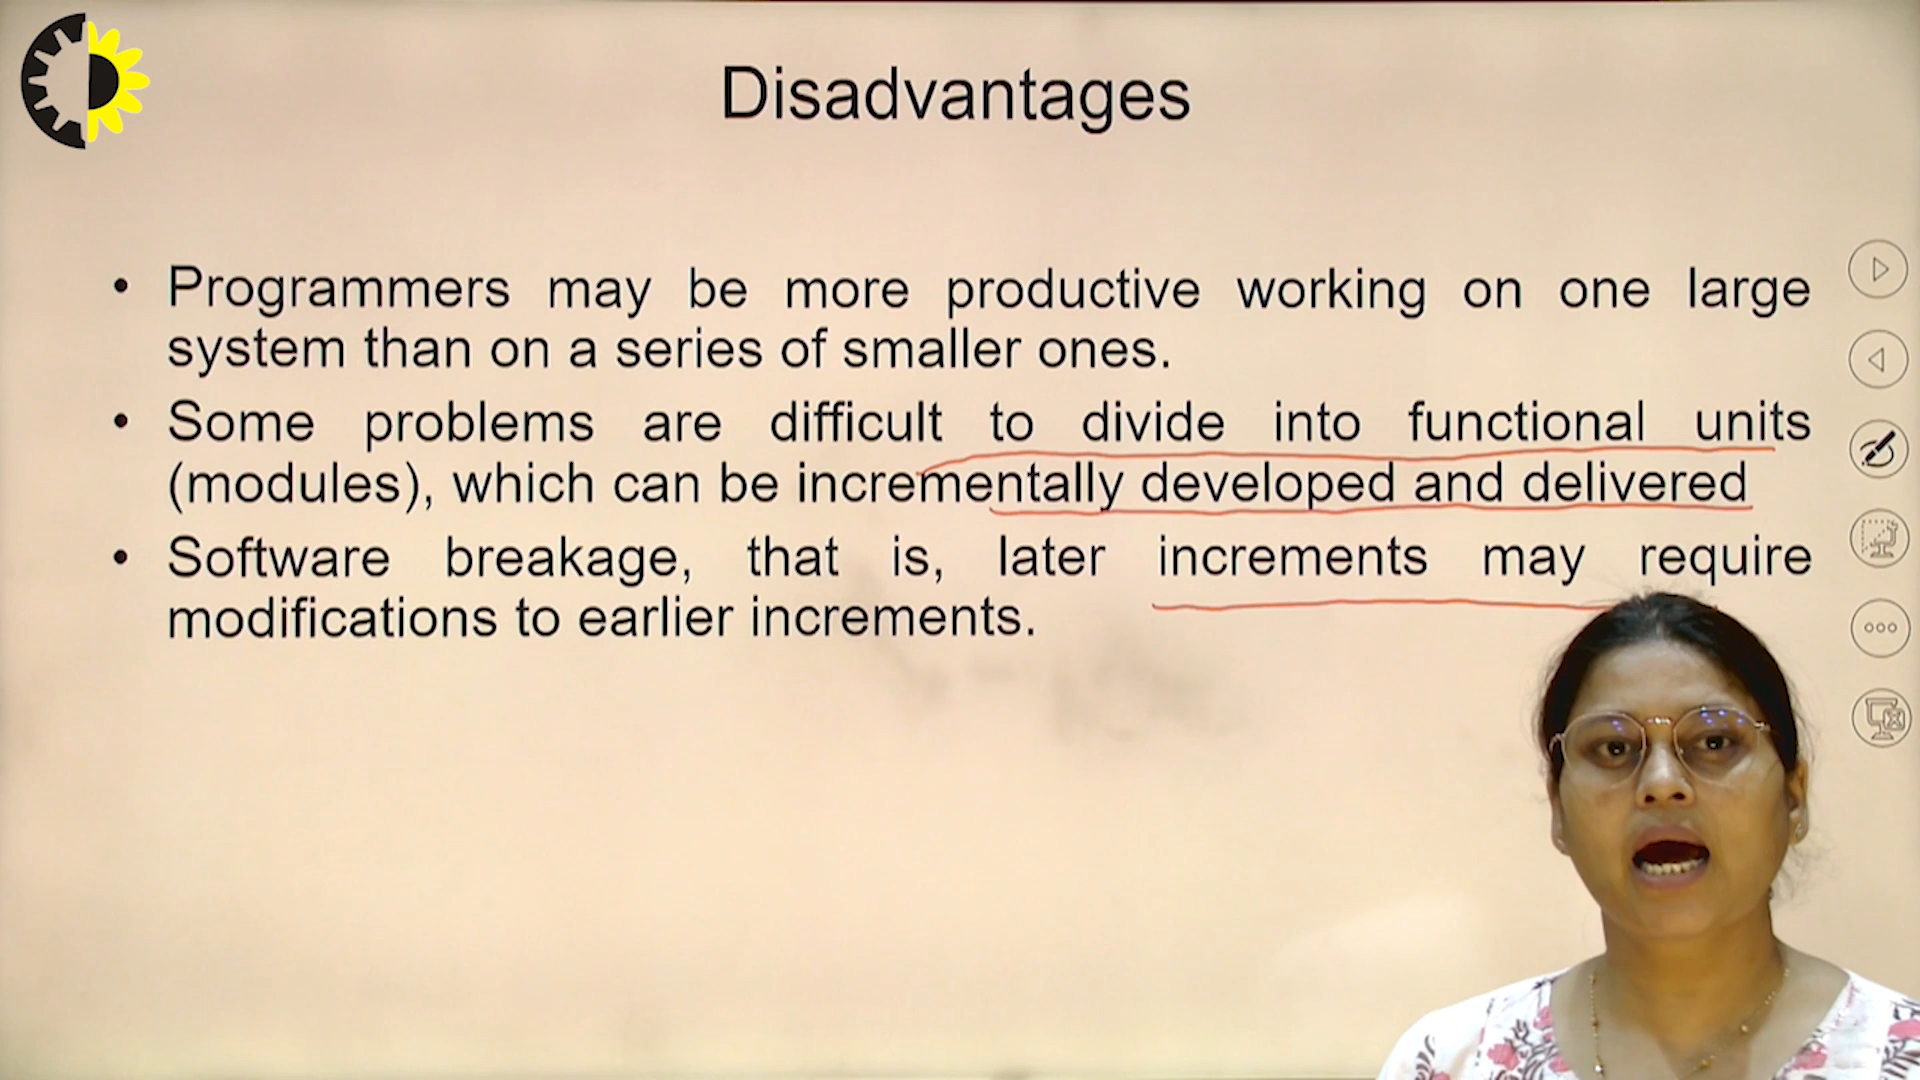 Disadvantages
• Programmers may be more productive working on one large
system than on a series of smaller ones.
• Some problems are difficult to divide into functional units
(modules), which can be incrementally developed and delivered
• Software breakage, that is, later increments may require
modifications to earlier increments.